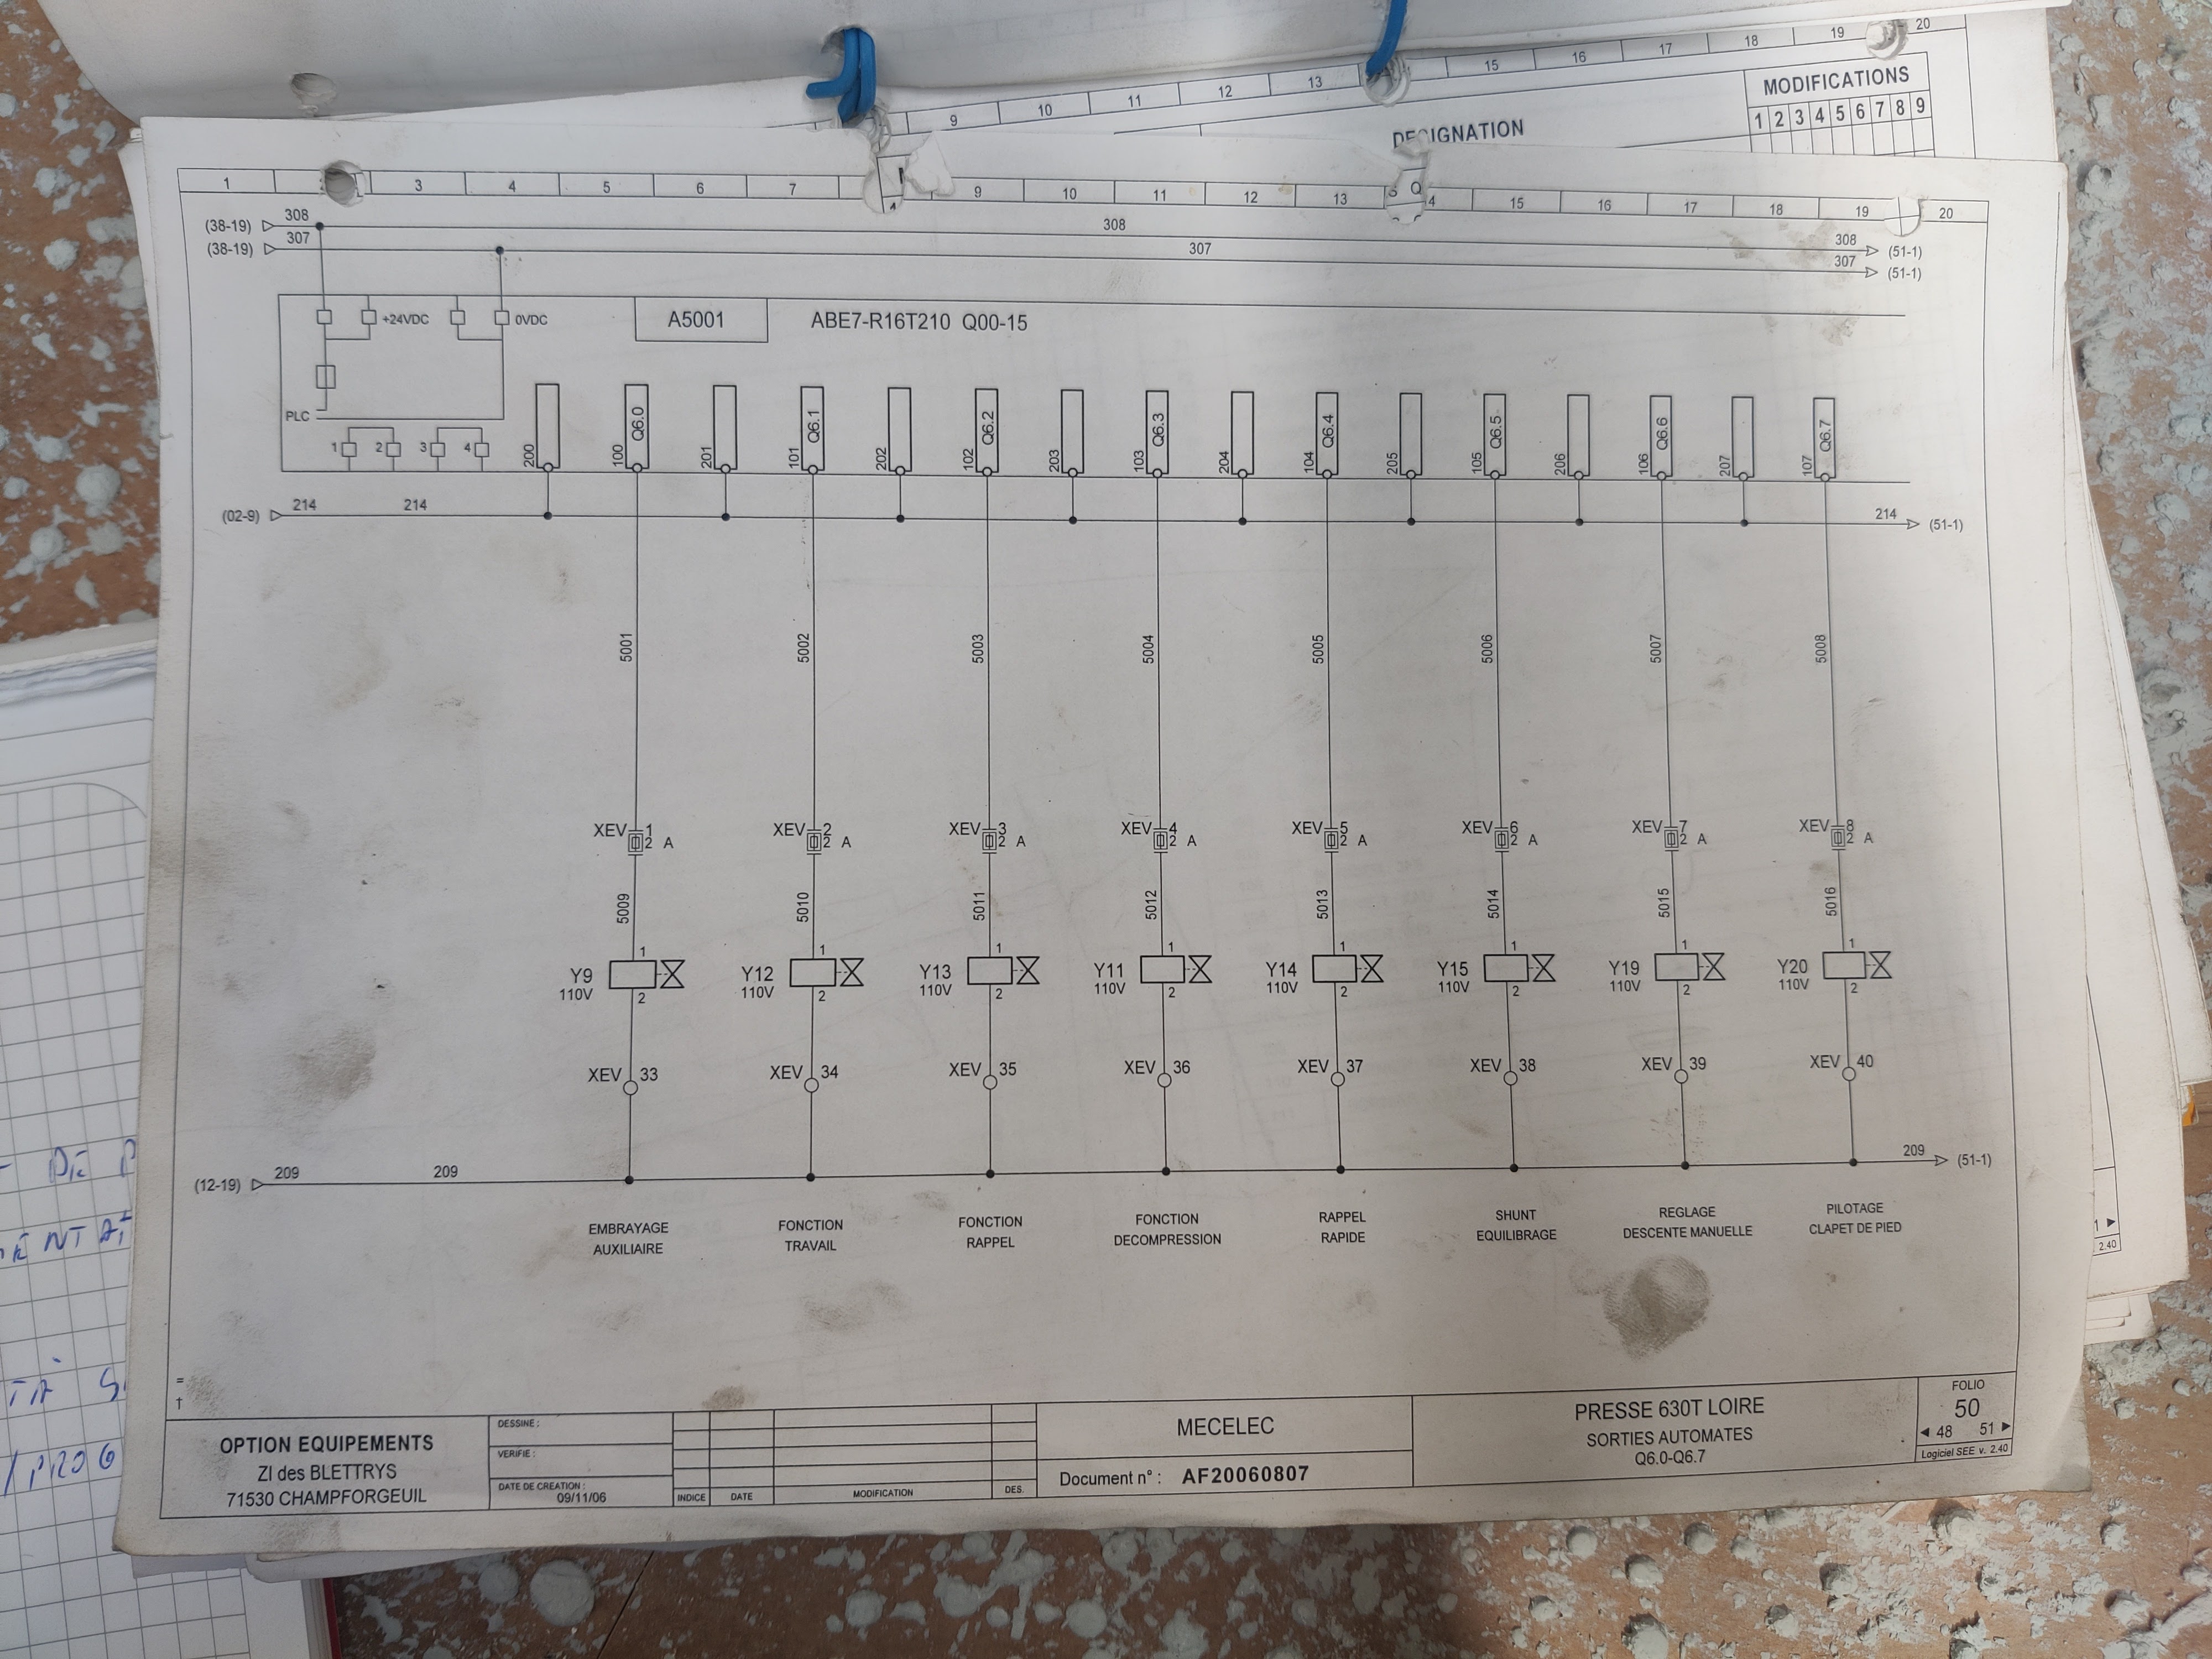 9 10 11 12 13 15 16 17 18 19 20
MODIFICATIONS
1 2 3 4 5 6 7 8 9
DESIGNATION
1 3 4 5 6 7 9 10 11 12 13 4 15 16 17 18 19 20
(38-19) 308 308 308 (51-1)
(38-19) 307 307 307 (51-1)
+24VDC 0VDC A5001 ABE7-R16T210 Q00-15
PLC
1 2 3 4
200 100 Q6.0 201 101 Q6.1 202 102 Q6.2 203 103 Q6.3 204 104 Q6.4 205 105 Q6.5 206 106 Q6.6 207 107 Q6.7
(02-9) 214 214 214 (51-1)
5001 5002 5003 5004 5005 5006 5007 5008
XEV 1 XEV 2 XEV 3 XEV 4 XEV 5 XEV 6 XEV 7 XEV 8
2 A 2 A 2 A 2 A 2 A 2 A 2 A 2 A
5009 5010 5011 5012 5013 5014 5015 5016
1 1 1 1 1 1 1 1
Y9 Y12 Y13 Y11 Y14 Y15 Y19 Y20
110V 110V 110V 110V 110V 110V 110V 110V
2 2 2 2 2 2 2 2
XEV 33 XEV 34 XEV 35 XEV 36 XEV 37 XEV 38 XEV 39 XEV 40
(12-19) 209 209 209 (51-1)
EMBRAYAGE
AUXILIAIRE
FONCTION
TRAVAIL
FONCTION
RAPPEL
FONCTION
DECOMPRESSION
RAPPEL
RAPIDE
SHUNT
EQUILIBRAGE
REGLAGE
DESCENTE MANUELLE
PILOTAGE
CLAPET DE PIED
=
†
OPTION EQUIPEMENTS
ZI des BLETTRYS
71530 CHAMPFORGEUIL
DESSINE :
VERIFIE :
DATE DE CREATION :
09/11/06
INDICE DATE MODIFICATION DES.
MECELEC
Document n° : AF20060807
PRESSE 630T LOIRE
SORTIES AUTOMATES
Q6.0-Q6.7
FOLIO
50
◄ 48 51 ►
Logiciel SEE v. 2.40
1 ►
2.40
DE
/ PROG